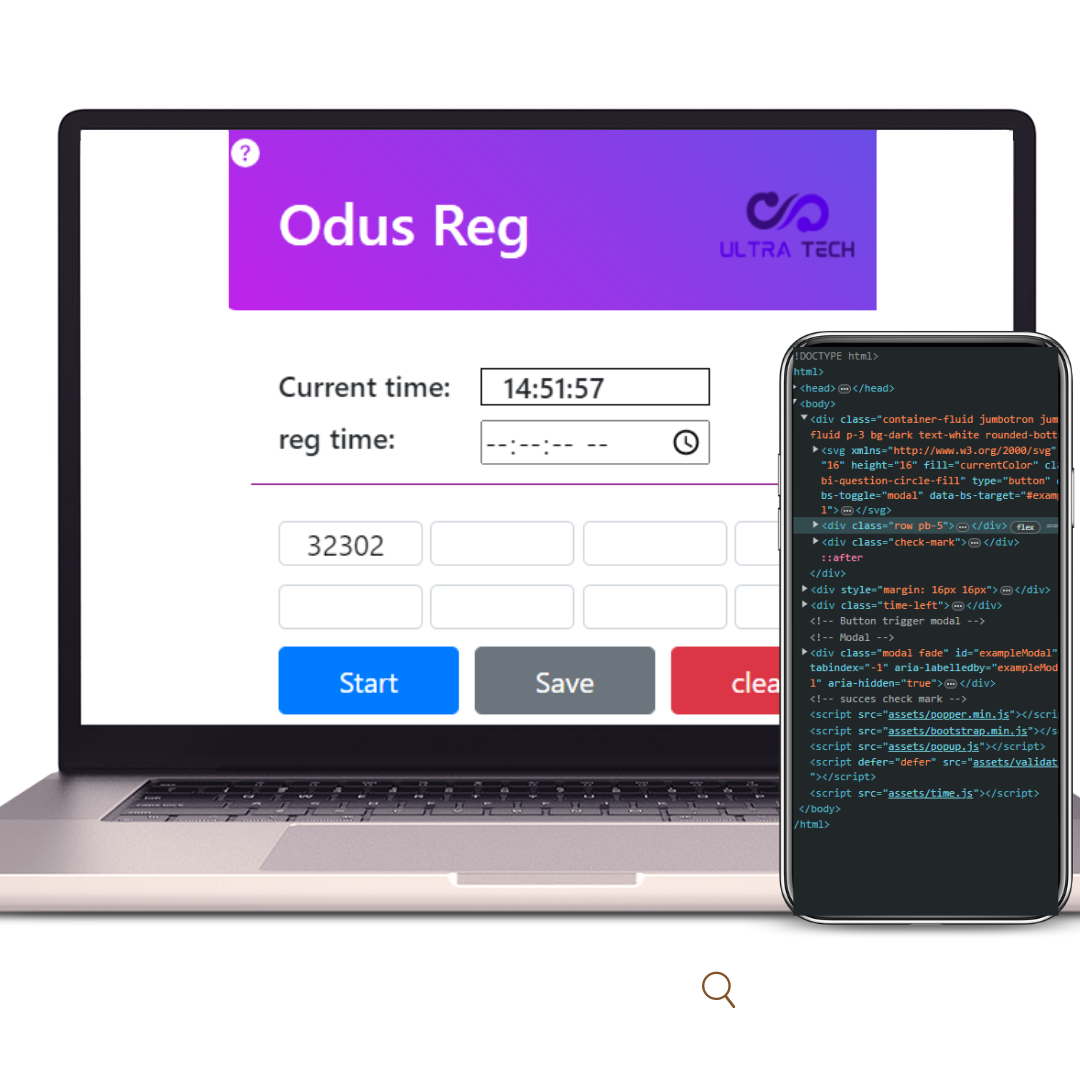 ?
Odus Reg
ULTRA TECH
Current time:
14:51:57
reg time:
--:--:-- --
32302
Start
Save
clea
!DOCTYPE html>
html>
<head>
</head>
<body>
<div class="container-fluid jumbotron jum
fluid p-3 bg-dark text-white rounded-bott
<svg xmlns="http://www.w3.org/2000/svg"
"16" height="16" fill="currentColor" cl
bi-question-circle-fill" type="button"
bs-toggle="modal" data-bs-target="#exam
l">
</svg>
<div class="row pb-5">
</div>
flex
==
<div class="check-mark">
</div>
::after
</div>
<div style="margin: 16px 16px">
</div>
<div class="time-left">
</div>
<!-- Button trigger modal -->
<!-- Modal -->
<div class="modal fade" id="exampleModal"
tabindex="-1" aria-labelledby="exampleMod
l" aria-hidden="true">
</div>
<!-- succes check mark -->
<script src="assets/popper.min.js"></scri
<script src="assets/bootstrap.min.js"></s
<script src="assets/popup.js"></script>
<script defer="defer" src="assets/validat
"></script>
<script src="assets/time.js"></script>
</body>
/html>